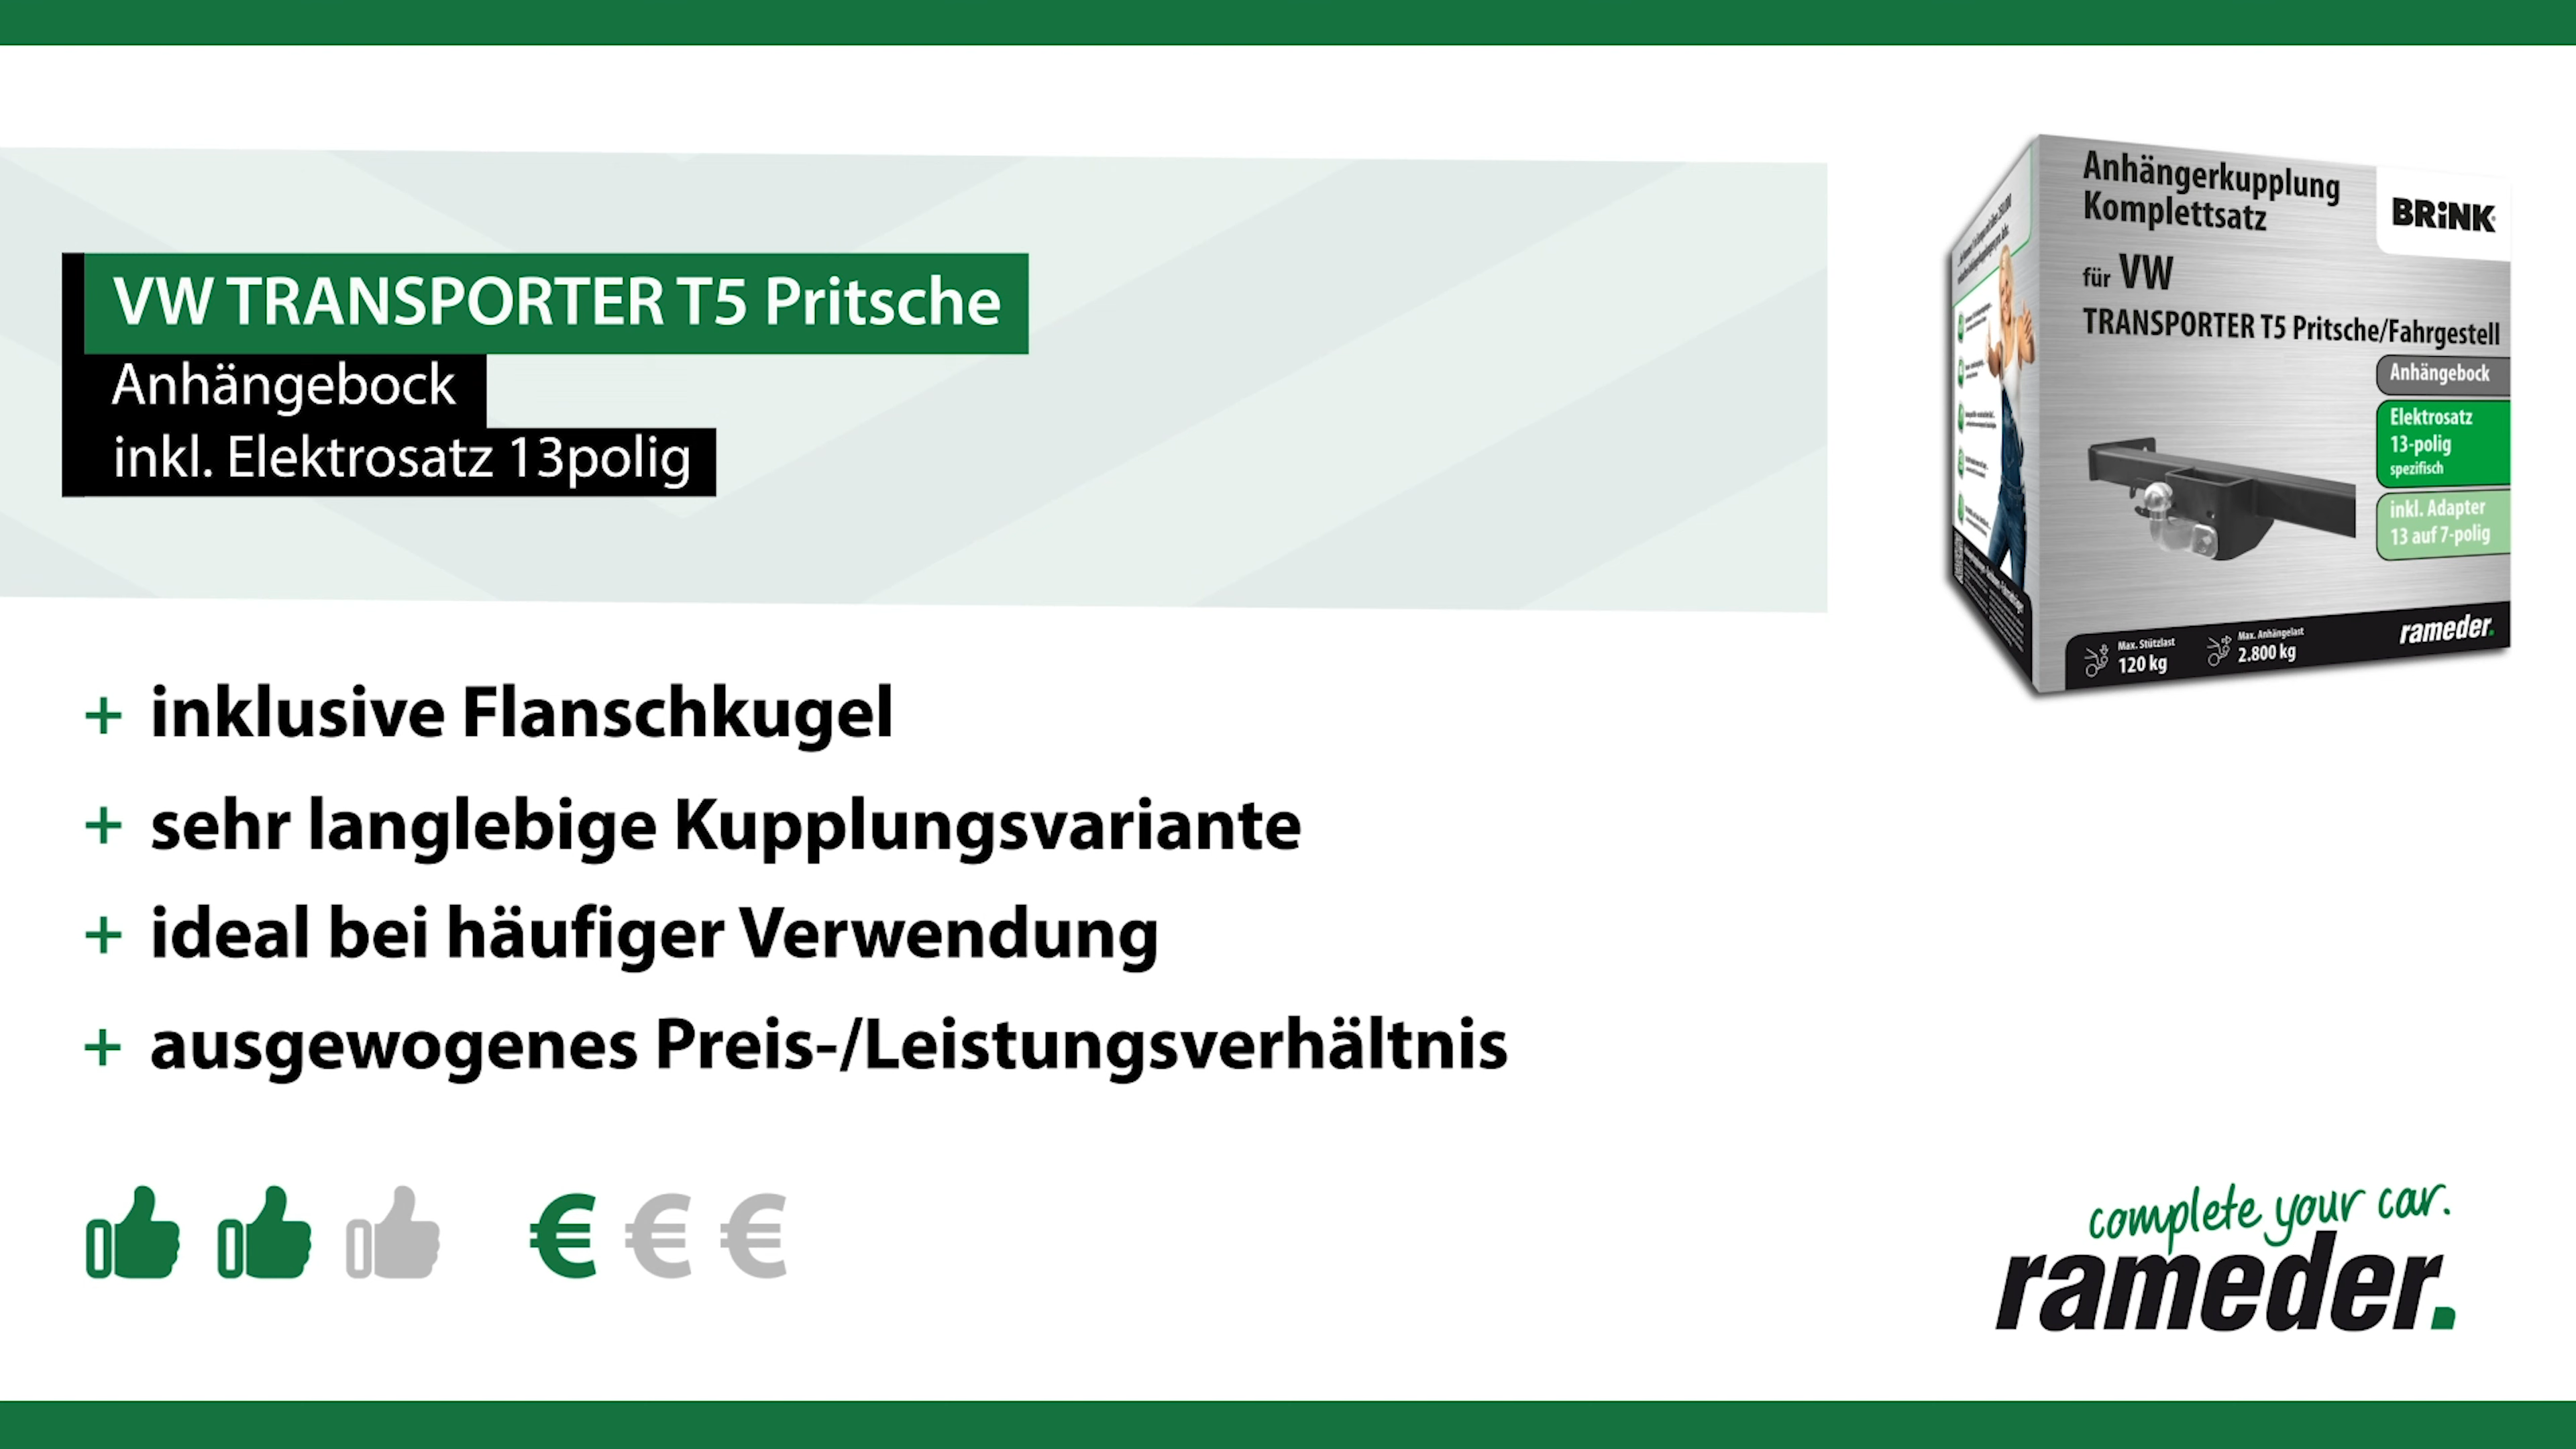 VW TRANSPORTER T5 Pritsche
Anhängebock
inkl. Elektrosatz 13polig
Anhängerkupplung
Komplettsatz
BRiNK
für VW
TRANSPORTER T5 Pritsche/Fahrgestell
Anhängebock
Elektrosatz
13-polig
spezifisch
inkl. Adapter
13 auf 7-polig
Max. Stützlast
120 kg
Max. Anhängelast
2.800 kg
rameder.
+ inklusive Flanschkugel
+ sehr langlebige Kupplungsvariante
+ ideal bei häufiger Verwendung
+ ausgewogenes Preis-/Leistungsverhältnis
€ € €
complete your car.
rameder.